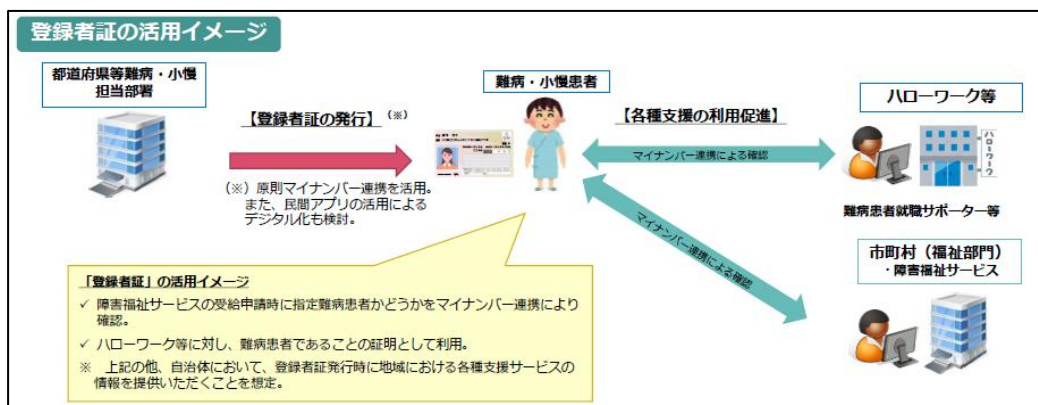 登録者証の活用イメージ
都道府県等難病・小慢
担当部署
【登録者証の発行】(※)
(※)原則マイナンバー連携を活用。
また、民間アプリの活用による
デジタル化も検討。
難病・小慢患者
【各種支援の利用促進】
マイナンバー連携による確認
マイナンバー連携による確認
ハローワーク等
ハローワーク
難病患者就職サポーター等
市町村(福祉部門)
・障害福祉サービス
「登録者証」の活用イメージ
✓ 障害福祉サービスの受給申請時に指定難病患者かどうかをマイナンバー連携により
確認。
✓ ハローワーク等に対し、難病患者であることの証明として利用。
※ 上記の他、自治体において、登録者証発行時に地域における各種支援サービスの
情報を提供いただくことを想定。